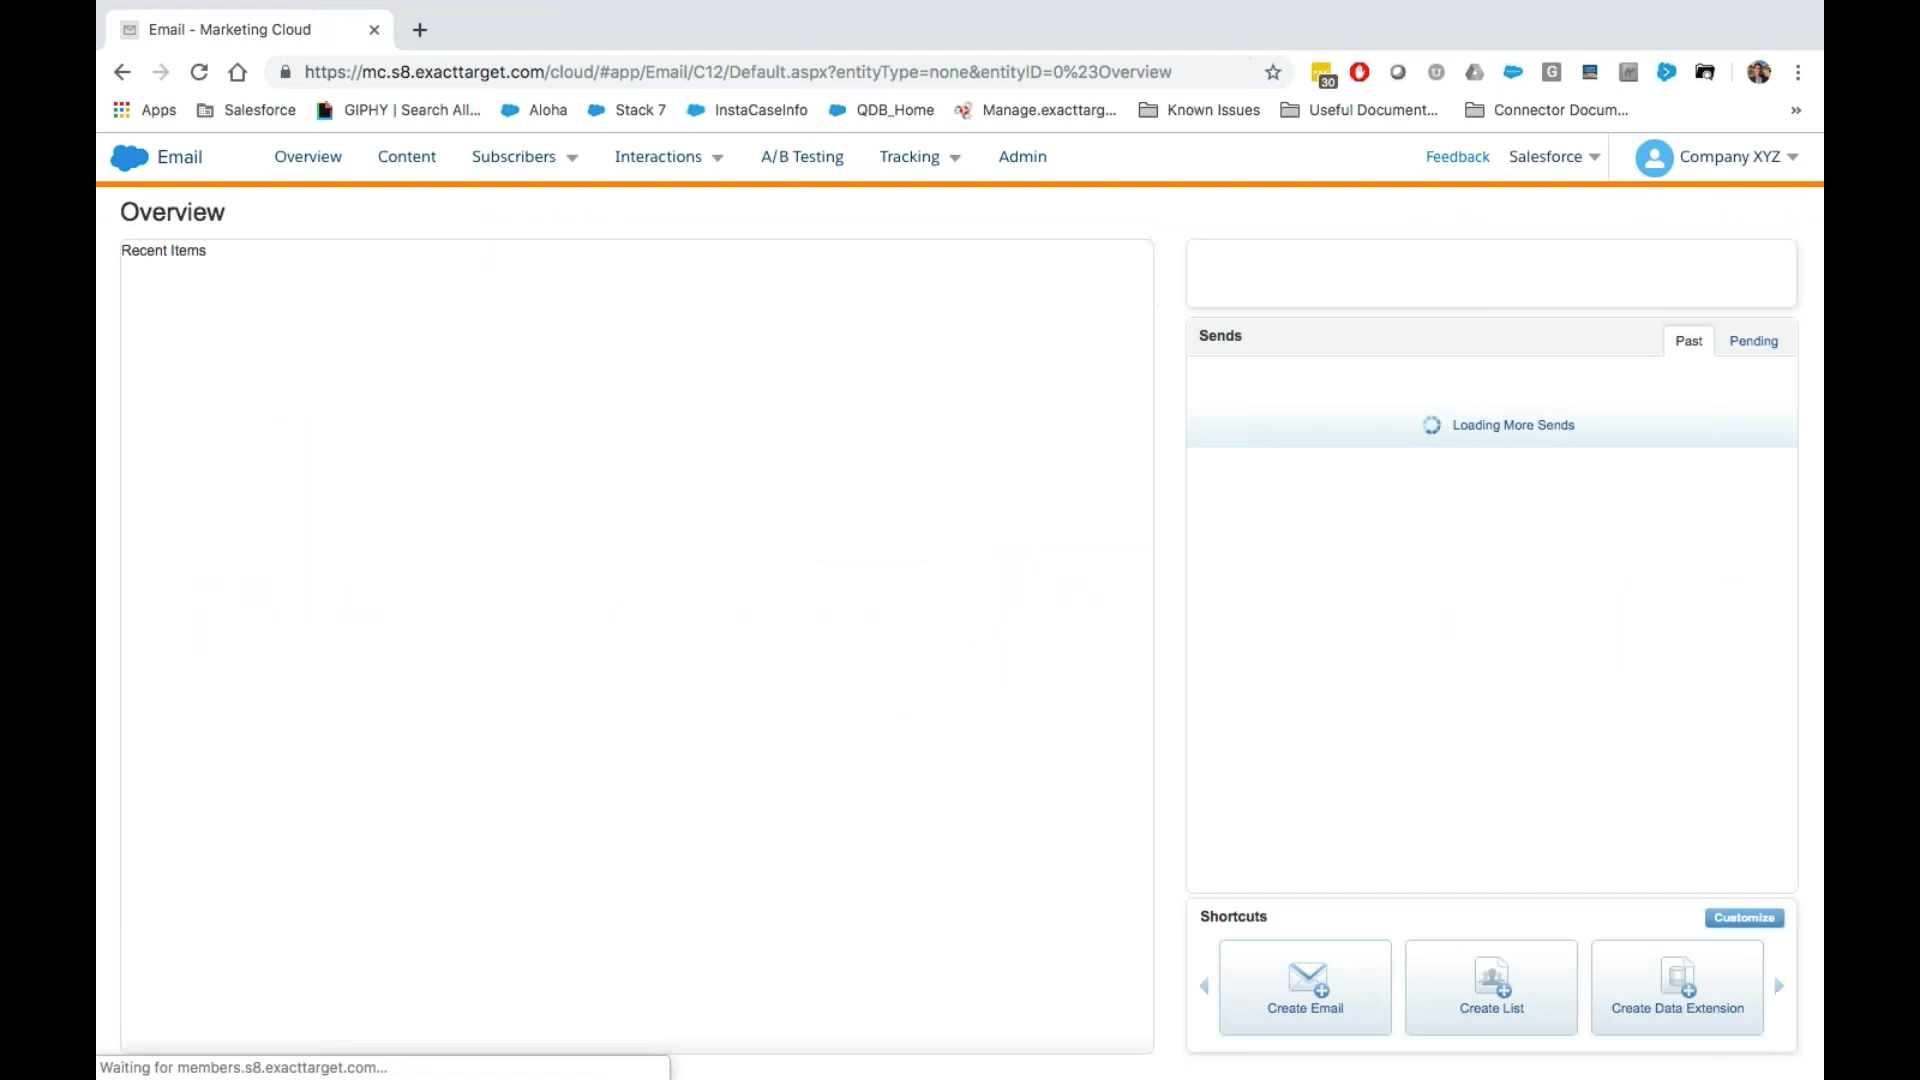 Email - Marketing Cloud
https://mc.s8.exacttarget.com/cloud/#app/Email/C12/Default.aspx?entityType=none&entityID=0%23Overview
30
G
Apps Salesforce GIPHY | Search All... Aloha Stack 7 InstaCaseInfo QDB_Home Manage.exacttarg... Known Issues Useful Document... Connector Docum... »
Email Overview Content Subscribers Interactions A/B Testing Tracking Admin Feedback Salesforce Company XYZ
Overview
Recent Items
Sends Past Pending
Loading More Sends
Shortcuts Customize
Create Email Create List Create Data Extension
Waiting for members.s8.exacttarget.com...